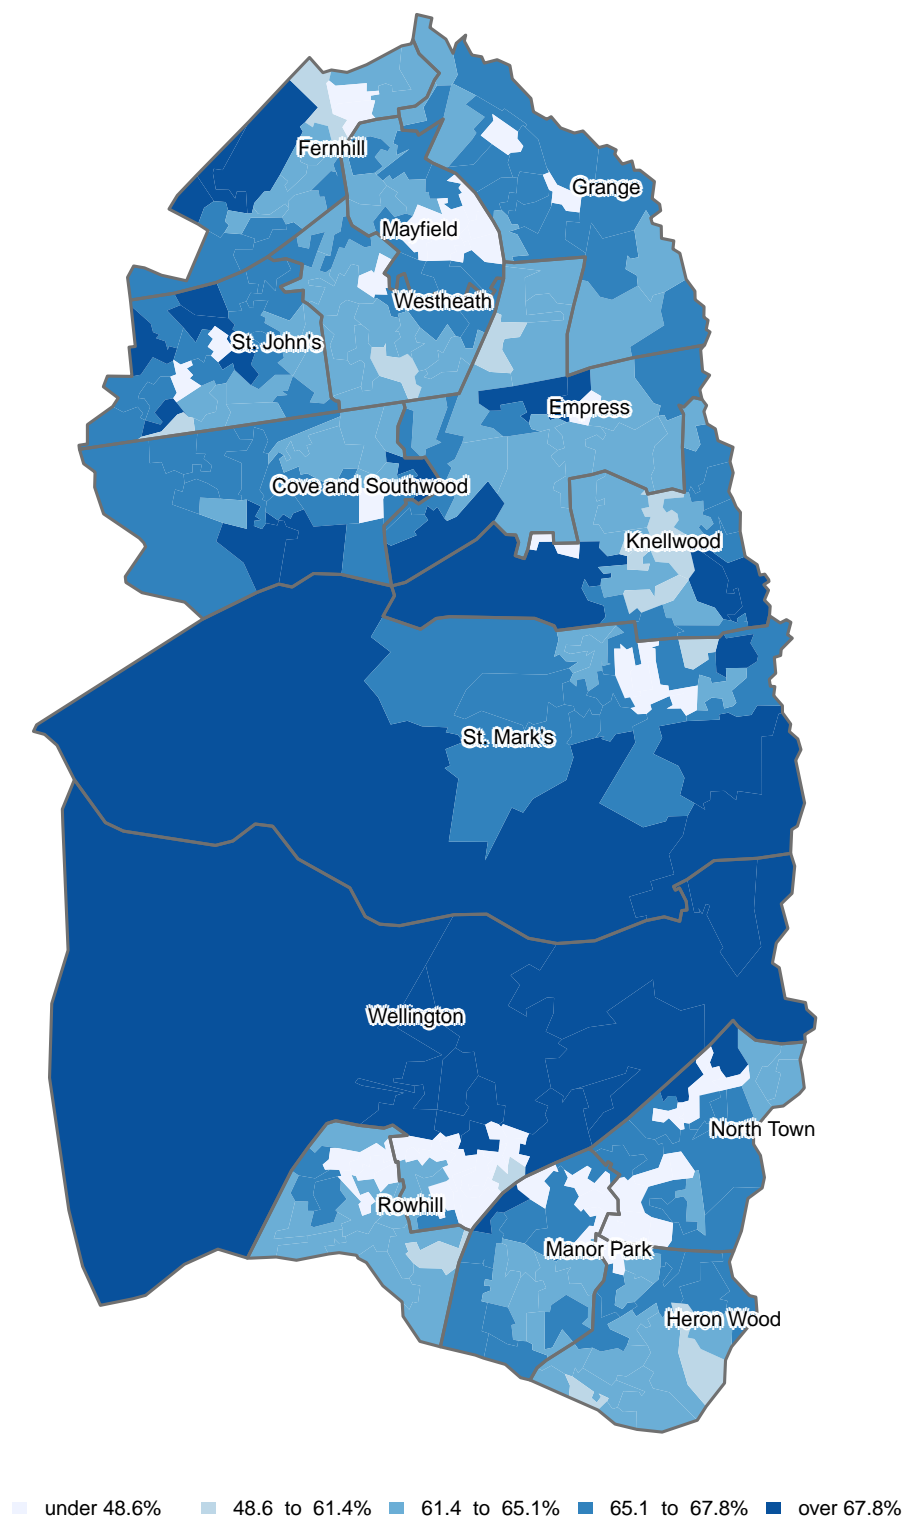 Fernhill
Grange
Mayfield
Westheath
St. John's
Empress
Cove and Southwood
Knellwood
St. Mark's
Wellington
North Town
Rowhill
Manor Park
Heron Wood
under 48.6% 48.6 to 61.4% 61.4 to 65.1% 65.1 to 67.8% over 67.8%